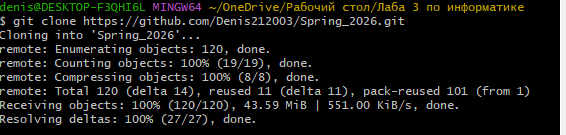 denis@DESKTOP-F3QHI6L MINGW64 ~/OneDrive/Рабочий стол/Лаба 3 по информатике
$ git clone https://github.com/Denis212003/Spring_2026.git
Cloning into 'Spring_2026'...
remote: Enumerating objects: 120, done.
remote: Counting objects: 100% (19/19), done.
remote: Compressing objects: 100% (8/8), done.
remote: Total 120 (delta 14), reused 11 (delta 11), pack-reused 101 (from 1)
Receiving objects: 100% (120/120), 43.59 MiB | 551.00 KiB/s, done.
Resolving deltas: 100% (27/27), done.